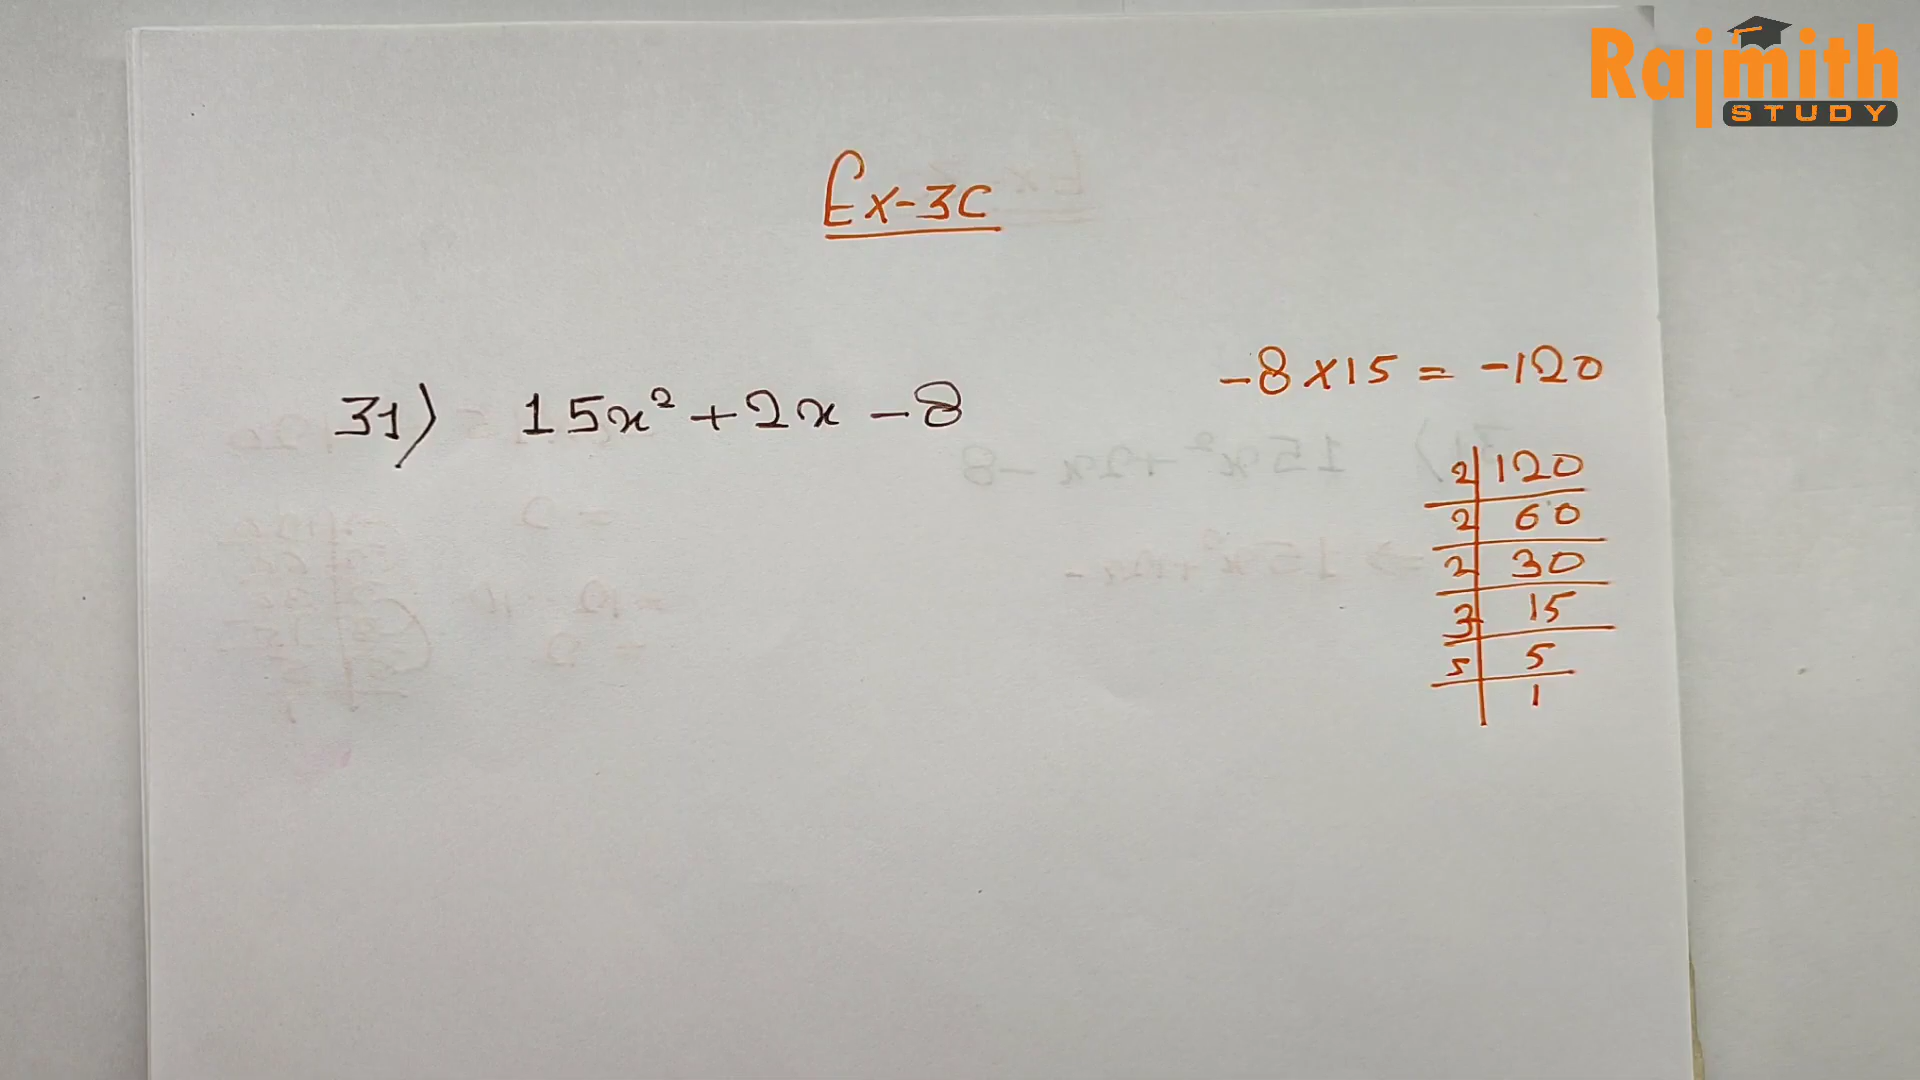 Rajmith
STUDY
Ex-3C
31) 15x² + 2x - 8
-8 × 15 = -120
2 | 120
2 | 60
2 | 30
3 | 15
5 | 5
| 1